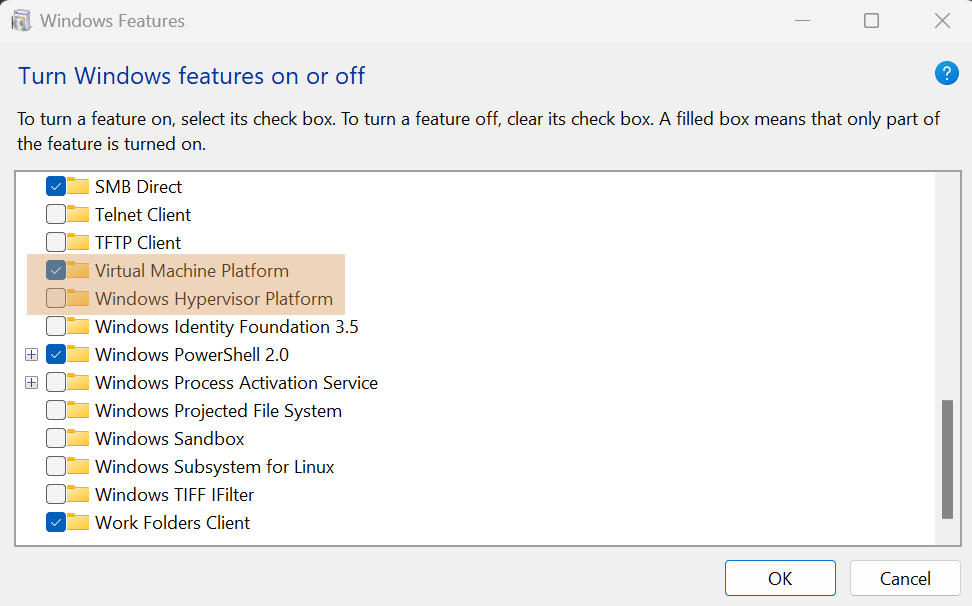 Windows Features
Turn Windows features on or off
?
To turn a feature on, select its check box. To turn a feature off, clear its check box. A filled box means that only part of
the feature is turned on.
SMB Direct
Telnet Client
TFTP Client
Virtual Machine Platform
Windows Hypervisor Platform
Windows Identity Foundation 3.5
Windows PowerShell 2.0
Windows Process Activation Service
Windows Projected File System
Windows Sandbox
Windows Subsystem for Linux
Windows TIFF IFilter
Work Folders Client
OK
Cancel